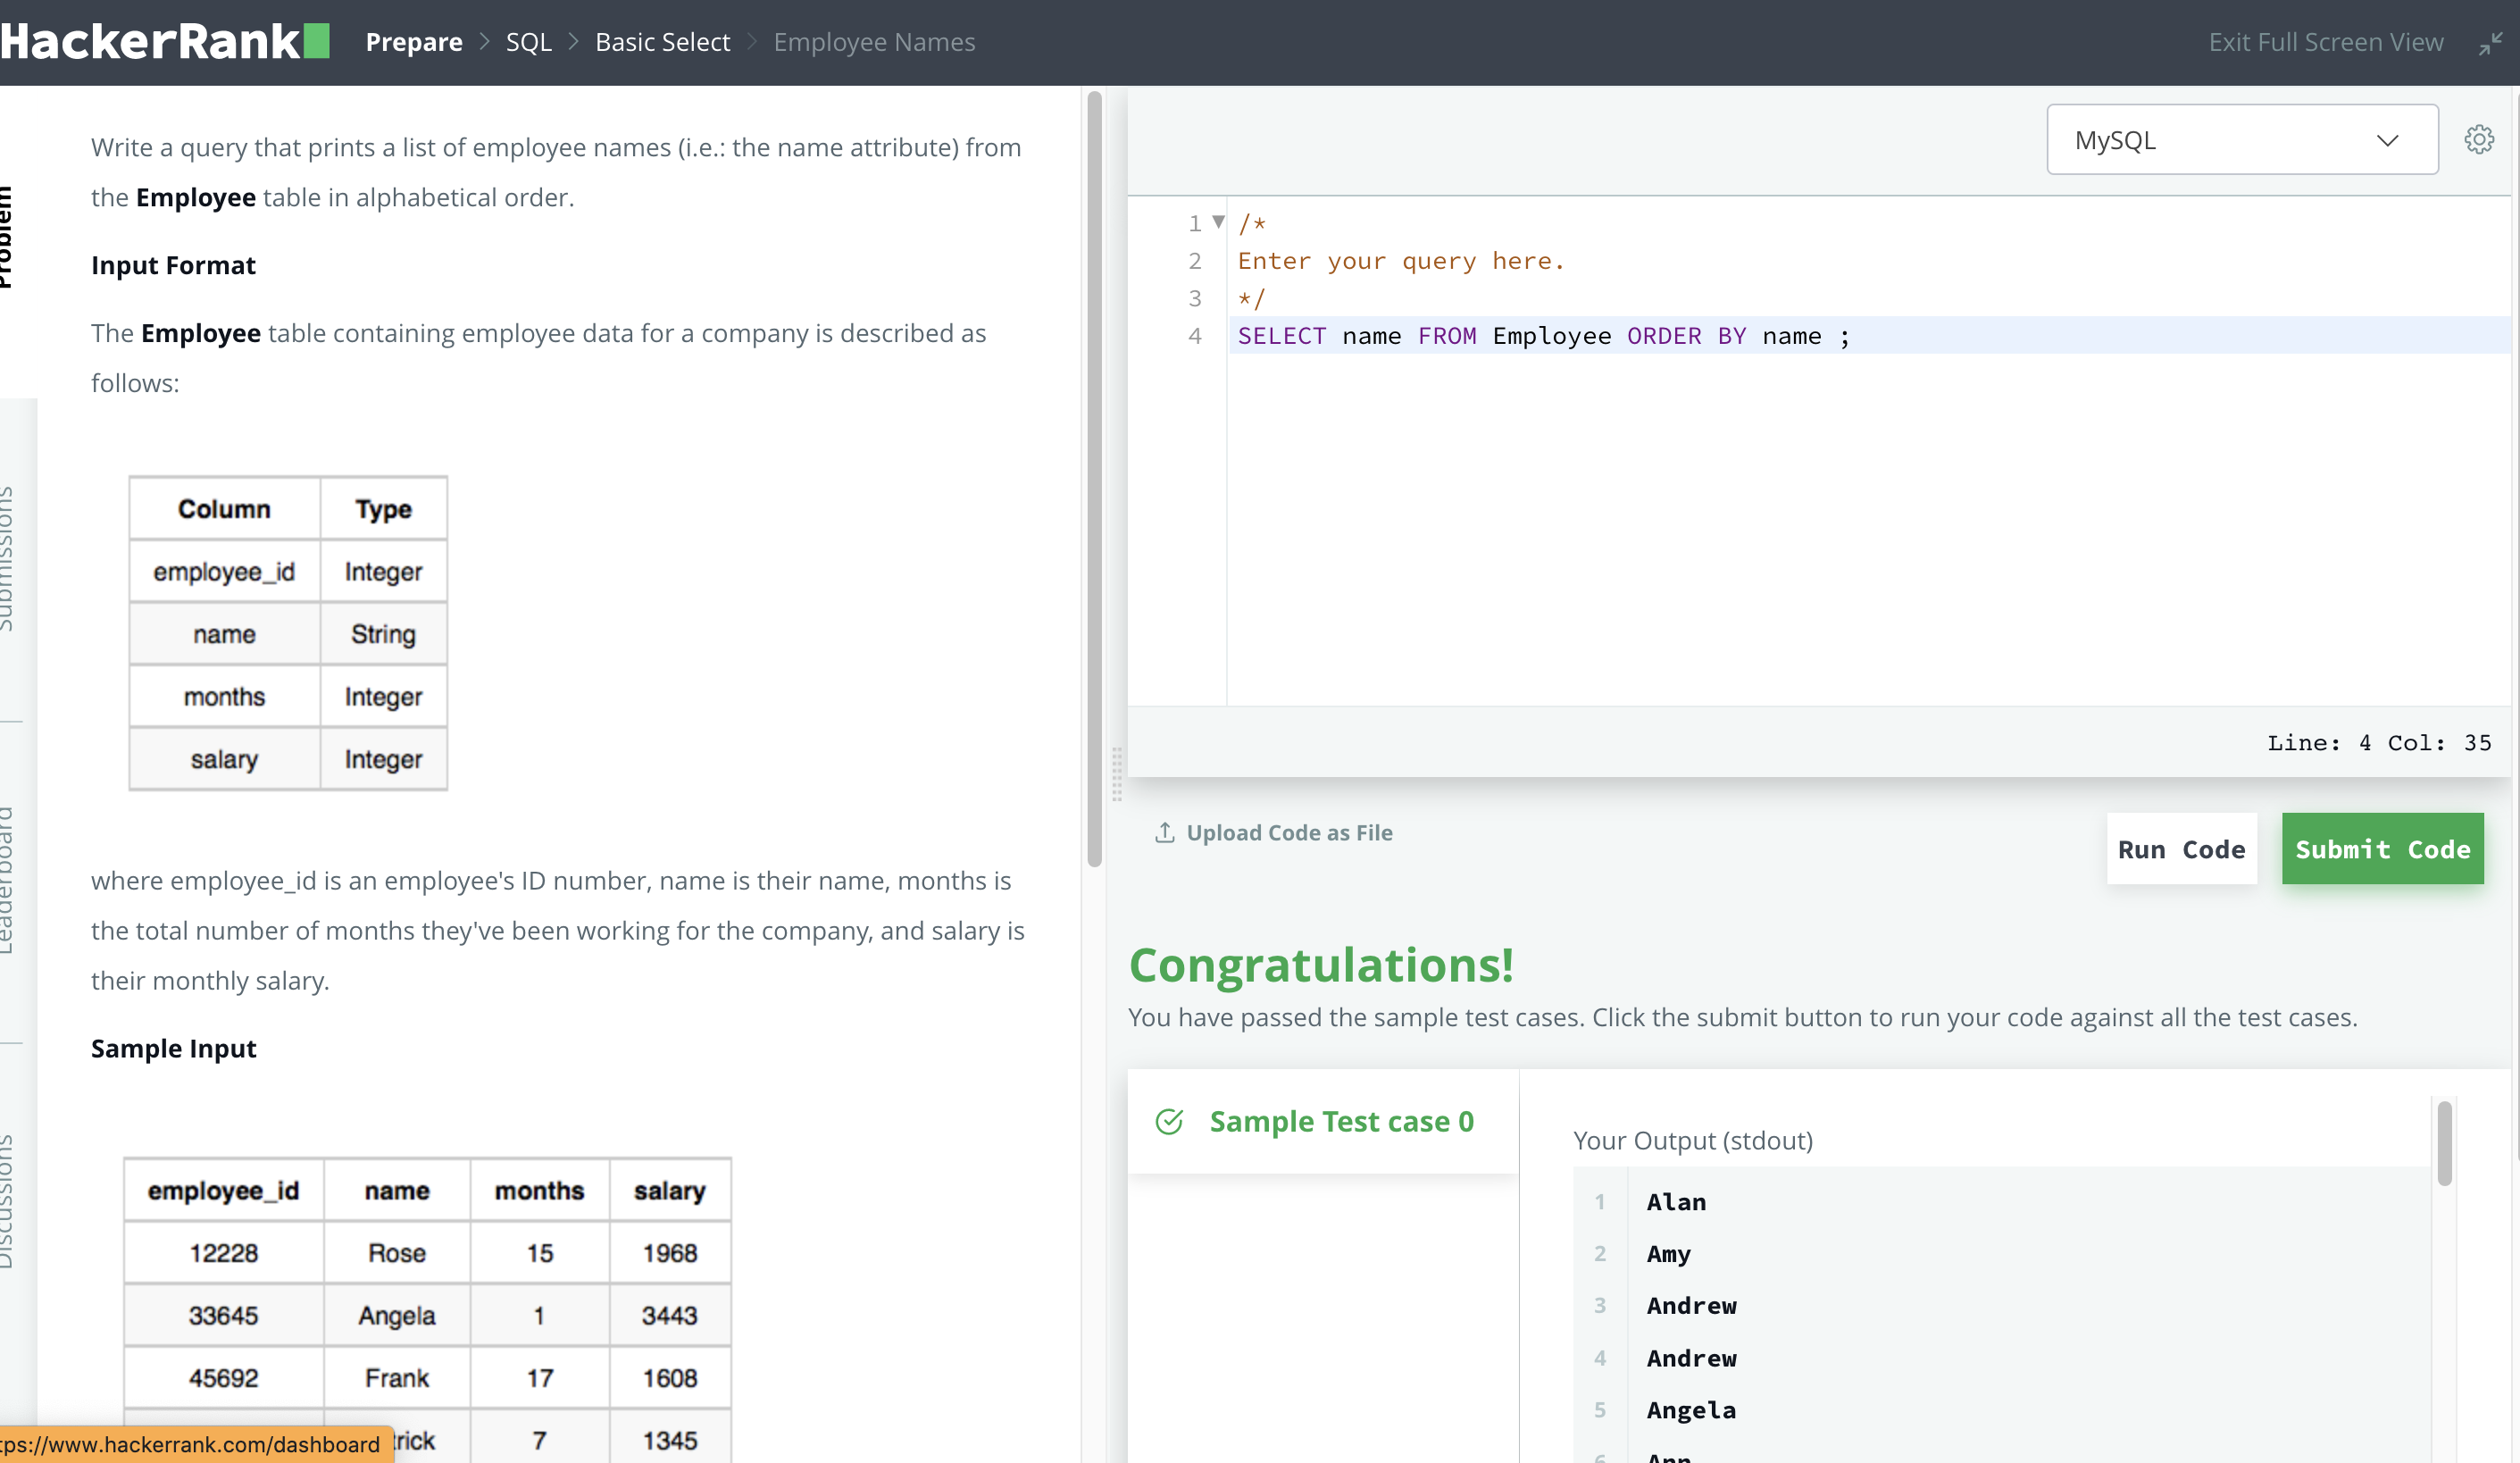 HackerRank
Prepare > SQL > Basic Select > Employee Names
Exit Full Screen View
Problem
Submissions
Leaderboard
Discussions
Write a query that prints a list of employee names (i.e.: the name attribute) from
the Employee table in alphabetical order.
Input Format
The Employee table containing employee data for a company is described as
follows:
Column Type
employee_id Integer
name String
months Integer
salary Integer
where employee_id is an employee's ID number, name is their name, months is
the total number of months they've been working for the company, and salary is
their monthly salary.
Sample Input
employee_id name months salary
12228 Rose 15 1968
33645 Angela 1 3443
45692 Frank 17 1608
trick 7 1345
tps://www.hackerrank.com/dashboard
MySQL
1 /*
2 Enter your query here.
3 */
4 SELECT name FROM Employee ORDER BY name ;
Line: 4 Col: 35
Upload Code as File
Run Code
Submit Code
Congratulations!
You have passed the sample test cases. Click the submit button to run your code against all the test cases.
Sample Test case 0
Your Output (stdout)
1 Alan
2 Amy
3 Andrew
4 Andrew
5 Angela
6 Ann